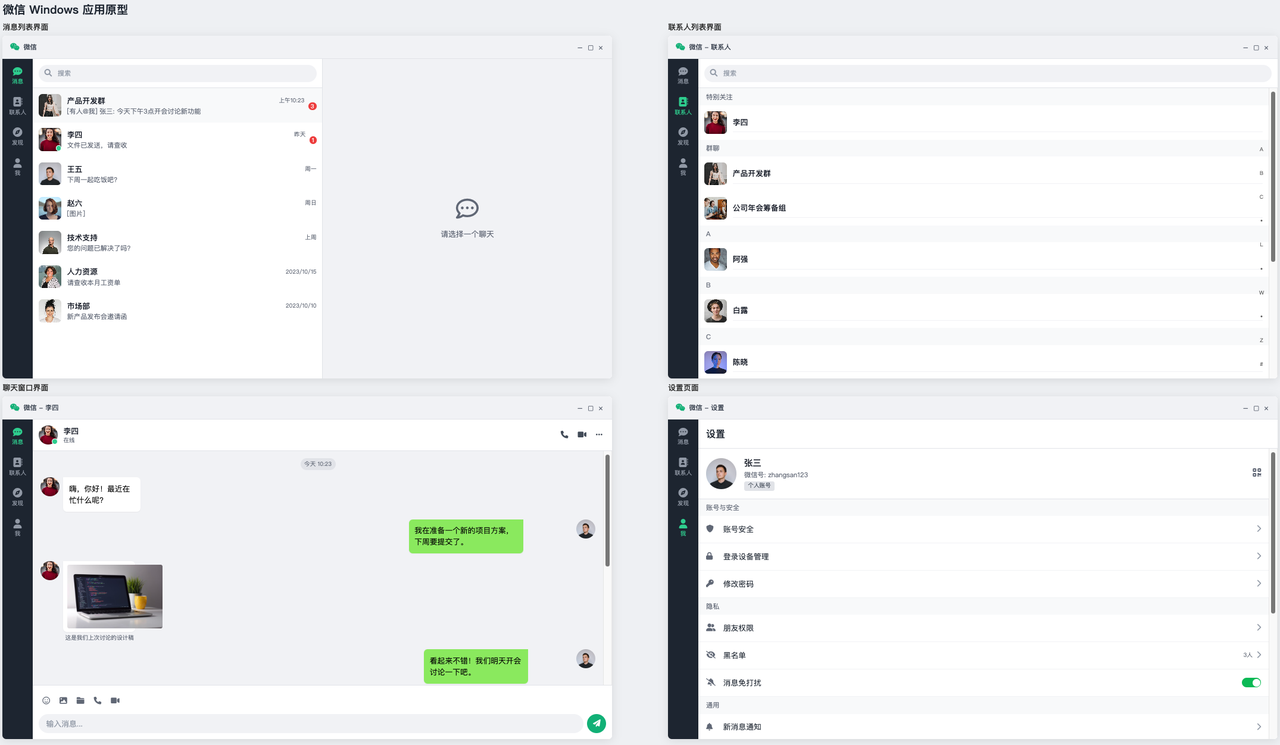 微信 Windows 应用原型
消息列表界面
微信
消息
联系人
发现
我
搜索
产品开发群
上午10:23
[有人@我] 张三: 今天下午3点开会讨论新功能
3
李四
昨天
文件已发送，请查收
1
王五
周一
下周一起吃饭吧?
赵六
周日
[图片]
技术支持
上周
您的问题已解决了吗?
人力资源
2023/10/15
请查收本月工资单
市场部
2023/10/10
新产品发布会邀请函
请选择一个聊天
联系人列表界面
微信 – 联系人
消息
联系人
发现
我
搜索
特别关注
李四
群聊
产品开发群
公司年会筹备组
A
阿强
B
白露
C
陈晓
A
B
C
•
L
•
W
•
Z
#
聊天窗口界面
微信 – 李四
消息
联系人
发现
我
李四
在线
今天 10:23
嗨，你好！最近在
忙什么呢?
我在准备一个新的项目方案，
下周要提交了。
这是我们上次讨论的设计稿
看起来不错！我们明天开会
讨论一下吧。
输入消息...
设置页面
微信 – 设置
消息
联系人
发现
我
设置
张三
微信号: zhangsan123
个人账号
账号与安全
账号安全
登录设备管理
修改密码
隐私
朋友权限
黑名单
3人
消息免打扰
通用
新消息通知